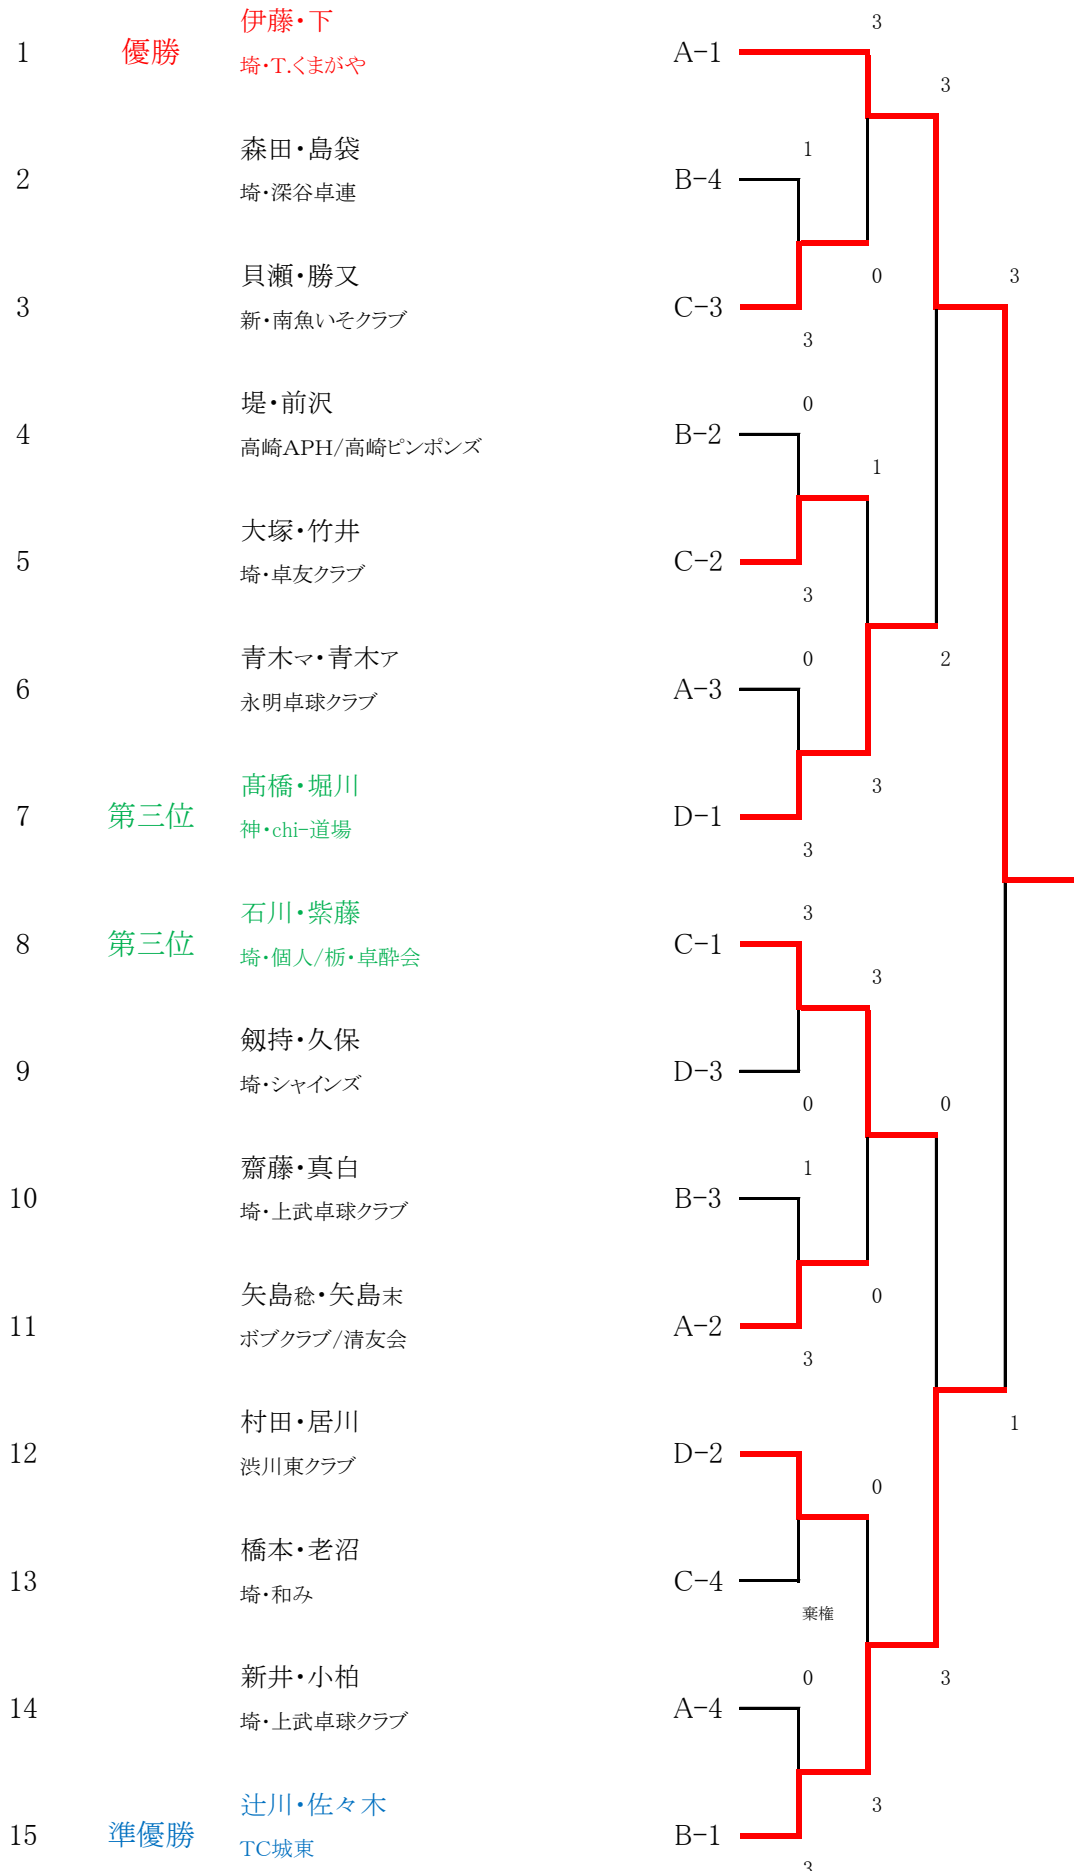 伊藤・下
3
1 優勝 A-1
埼・T.くまがや
3
森田・島袋
1
2 B-4
埼・深谷卓連
貝瀬・勝又
0 3
3 C-3
新・南魚いそクラブ
3
堤・前沢
0
4 B-2
高崎APH/高崎ピンポンズ
1
大塚・竹井
5 C-2
埼・卓友クラブ
3
青木マ・青木ア
0 2
6 A-3
永明卓球クラブ
髙橋・堀川
3
7 第三位 D-1
神・chi-道場
3
石川・紫藤
3
8 第三位 C-1
埼・個人/栃・卓酔会
3
剱持・久保
9 D-3
埼・シャインズ
0 0
齋藤・真白
1
10 B-3
埼・上武卓球クラブ
矢島稔・矢島末
0
11 A-2
ボブクラブ/清友会
3
村田・居川
1
12 D-2
渋川東クラブ
0
橋本・老沼
13 C-4
埼・和み
棄権
新井・小柏
0 3
14 A-4
埼・上武卓球クラブ
辻川・佐々木
3
15 準優勝 B-1
TC城東
3